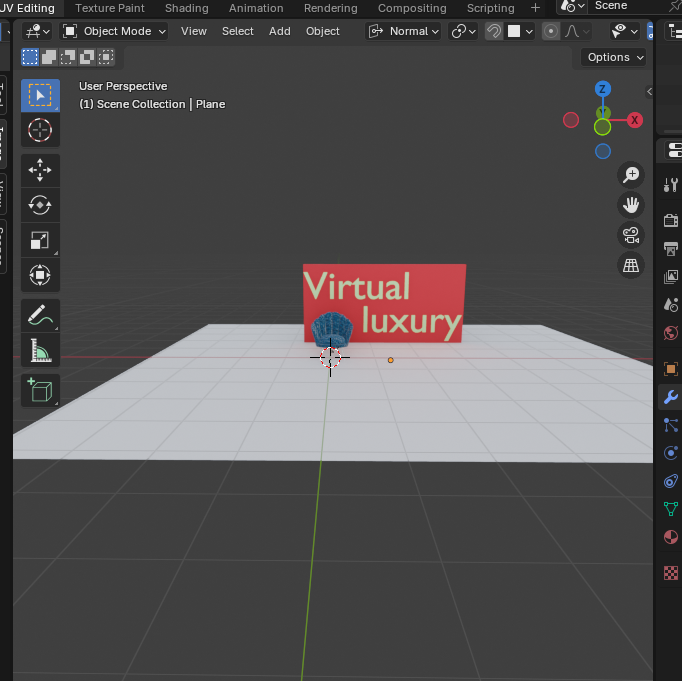 UV Editing Texture Paint Shading Animation Rendering Compositing Scripting + Scene
Object Mode View Select Add Object Normal
Options
User Perspective
(1) Scene Collection | Plane
Z
Y
X
Virtual
luxury